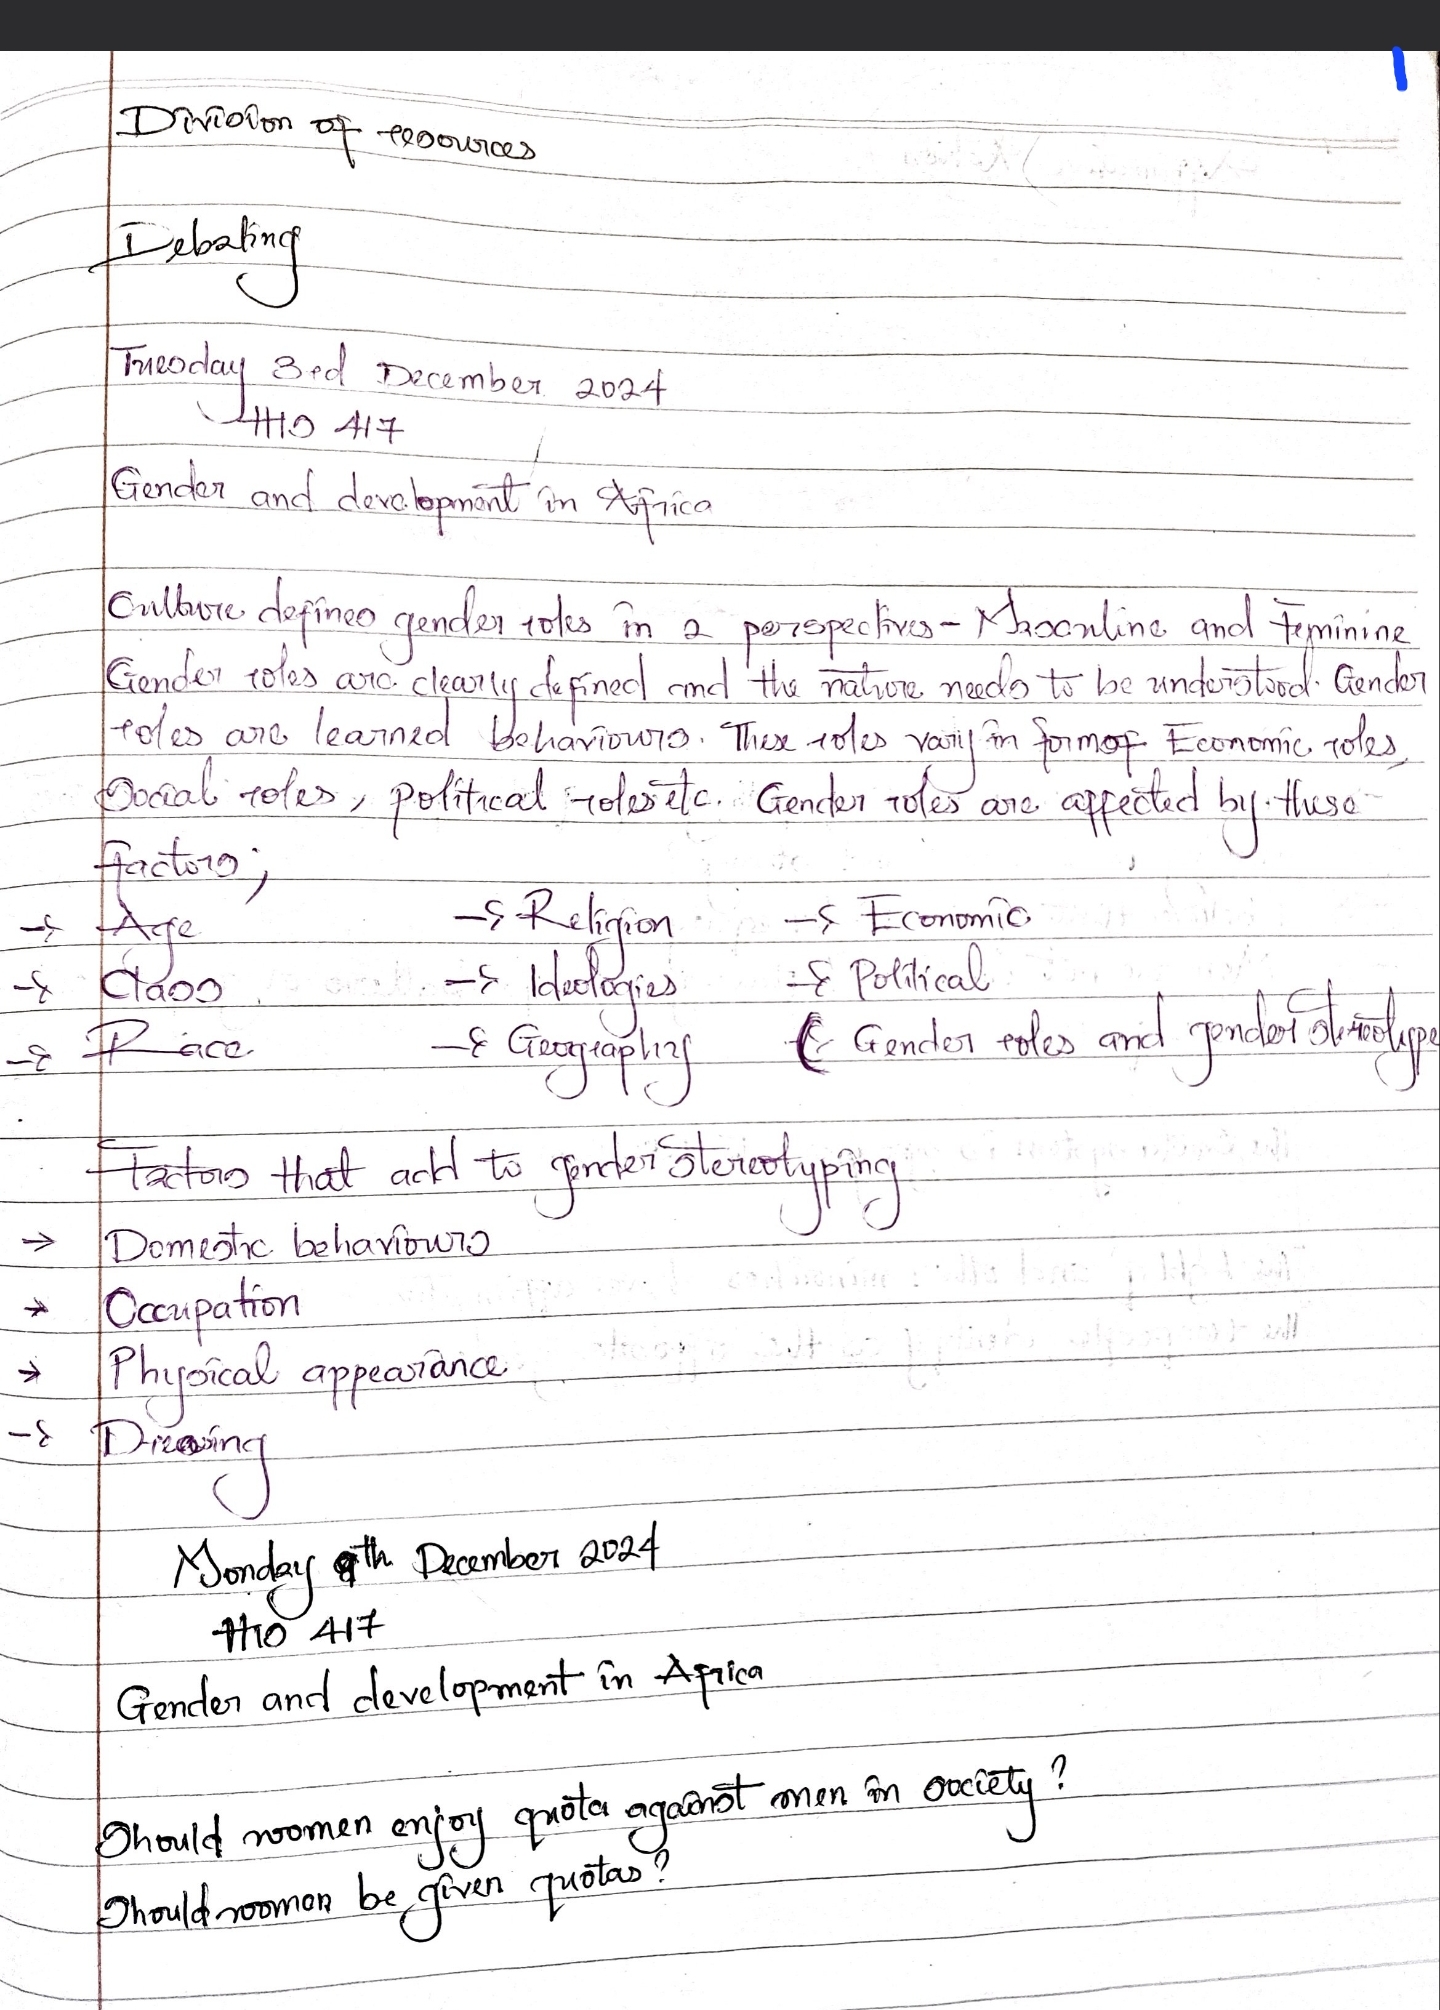 Division of resources
Debating
Tuesday 3rd December 2024
HIS 417
Gender and development in Africa
Culture defines gender roles in 2 perspectives - Masculine and Feminine
Gender roles are clearly defined and the nature needs to be understood. Gender
roles are learned behaviours. These roles vary in form of Economic roles,
Social roles, political roles etc. Gender roles are affected by these
factors;
→ Age → Religion → Economic
→ Class → Ideologies → Political
→ Race → Geography Gender roles and gender stereotype
Factors that add to gender stereotyping
→ Domestic behaviours
→ Occupation
→ Physical appearance
→ Dressing
Monday 9th December 2024
HIS 417
Gender and development in Africa
Should women enjoy quota against men in society?
Should women be given quotas?